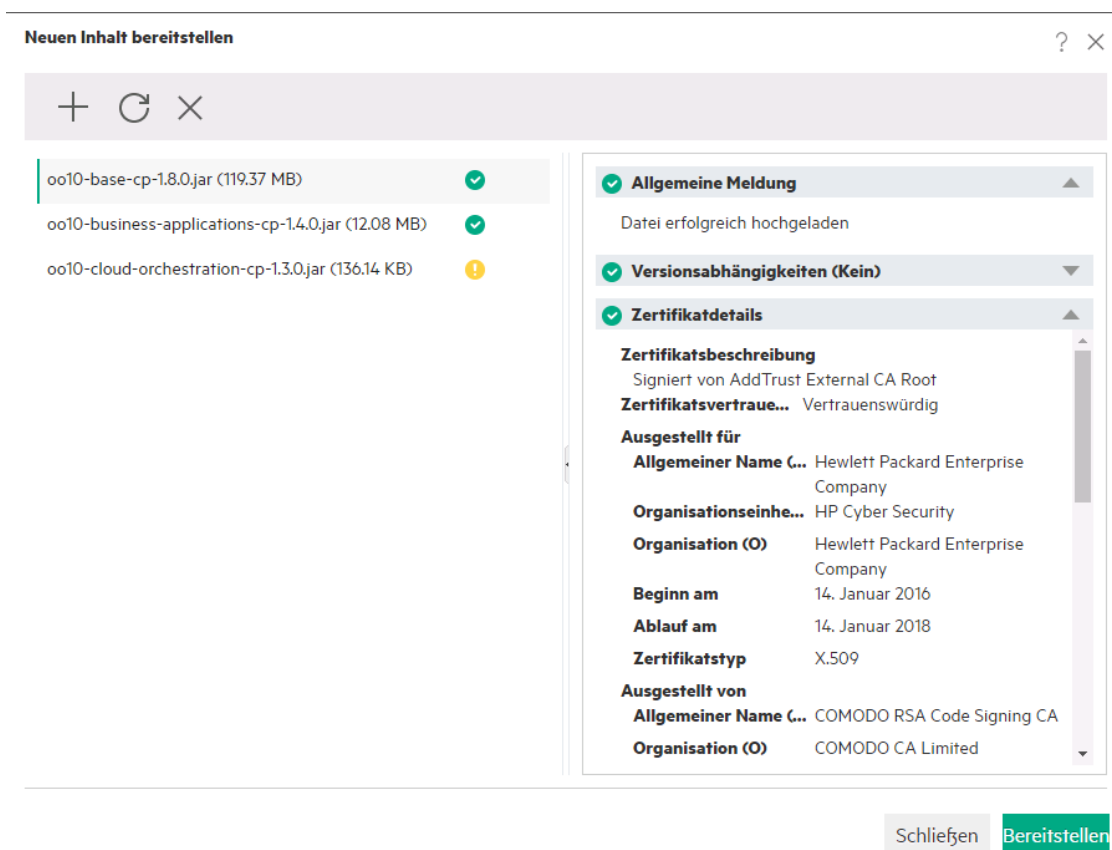 Neuen Inhalt bereitstellen
oo10-base-cp-1.8.0.jar (119.37 MB)
oo10-business-applications-cp-1.4.0.jar (12.08 MB)
oo10-cloud-orchestration-cp-1.3.0.jar (136.14 KB)
Allgemeine Meldung
Datei erfolgreich hochgeladen
Versionsabhängigkeiten (Kein)
Zertifikatdetails
Zertifikatsbeschreibung
Signiert von AddTrust External CA Root
Zertifikatsvertraue... Vertrauenswürdig
Ausgestellt für
Allgemeiner Name (... Hewlett Packard Enterprise
Company
Organisationseinhe... HP Cyber Security
Organisation (O) Hewlett Packard Enterprise
Company
Beginn am 14. Januar 2016
Ablauf am 14. Januar 2018
Zertifikatstyp X.509
Ausgestellt von
Allgemeiner Name (... COMODO RSA Code Signing CA
Organisation (O) COMODO CA Limited
Schließen Bereitstellen